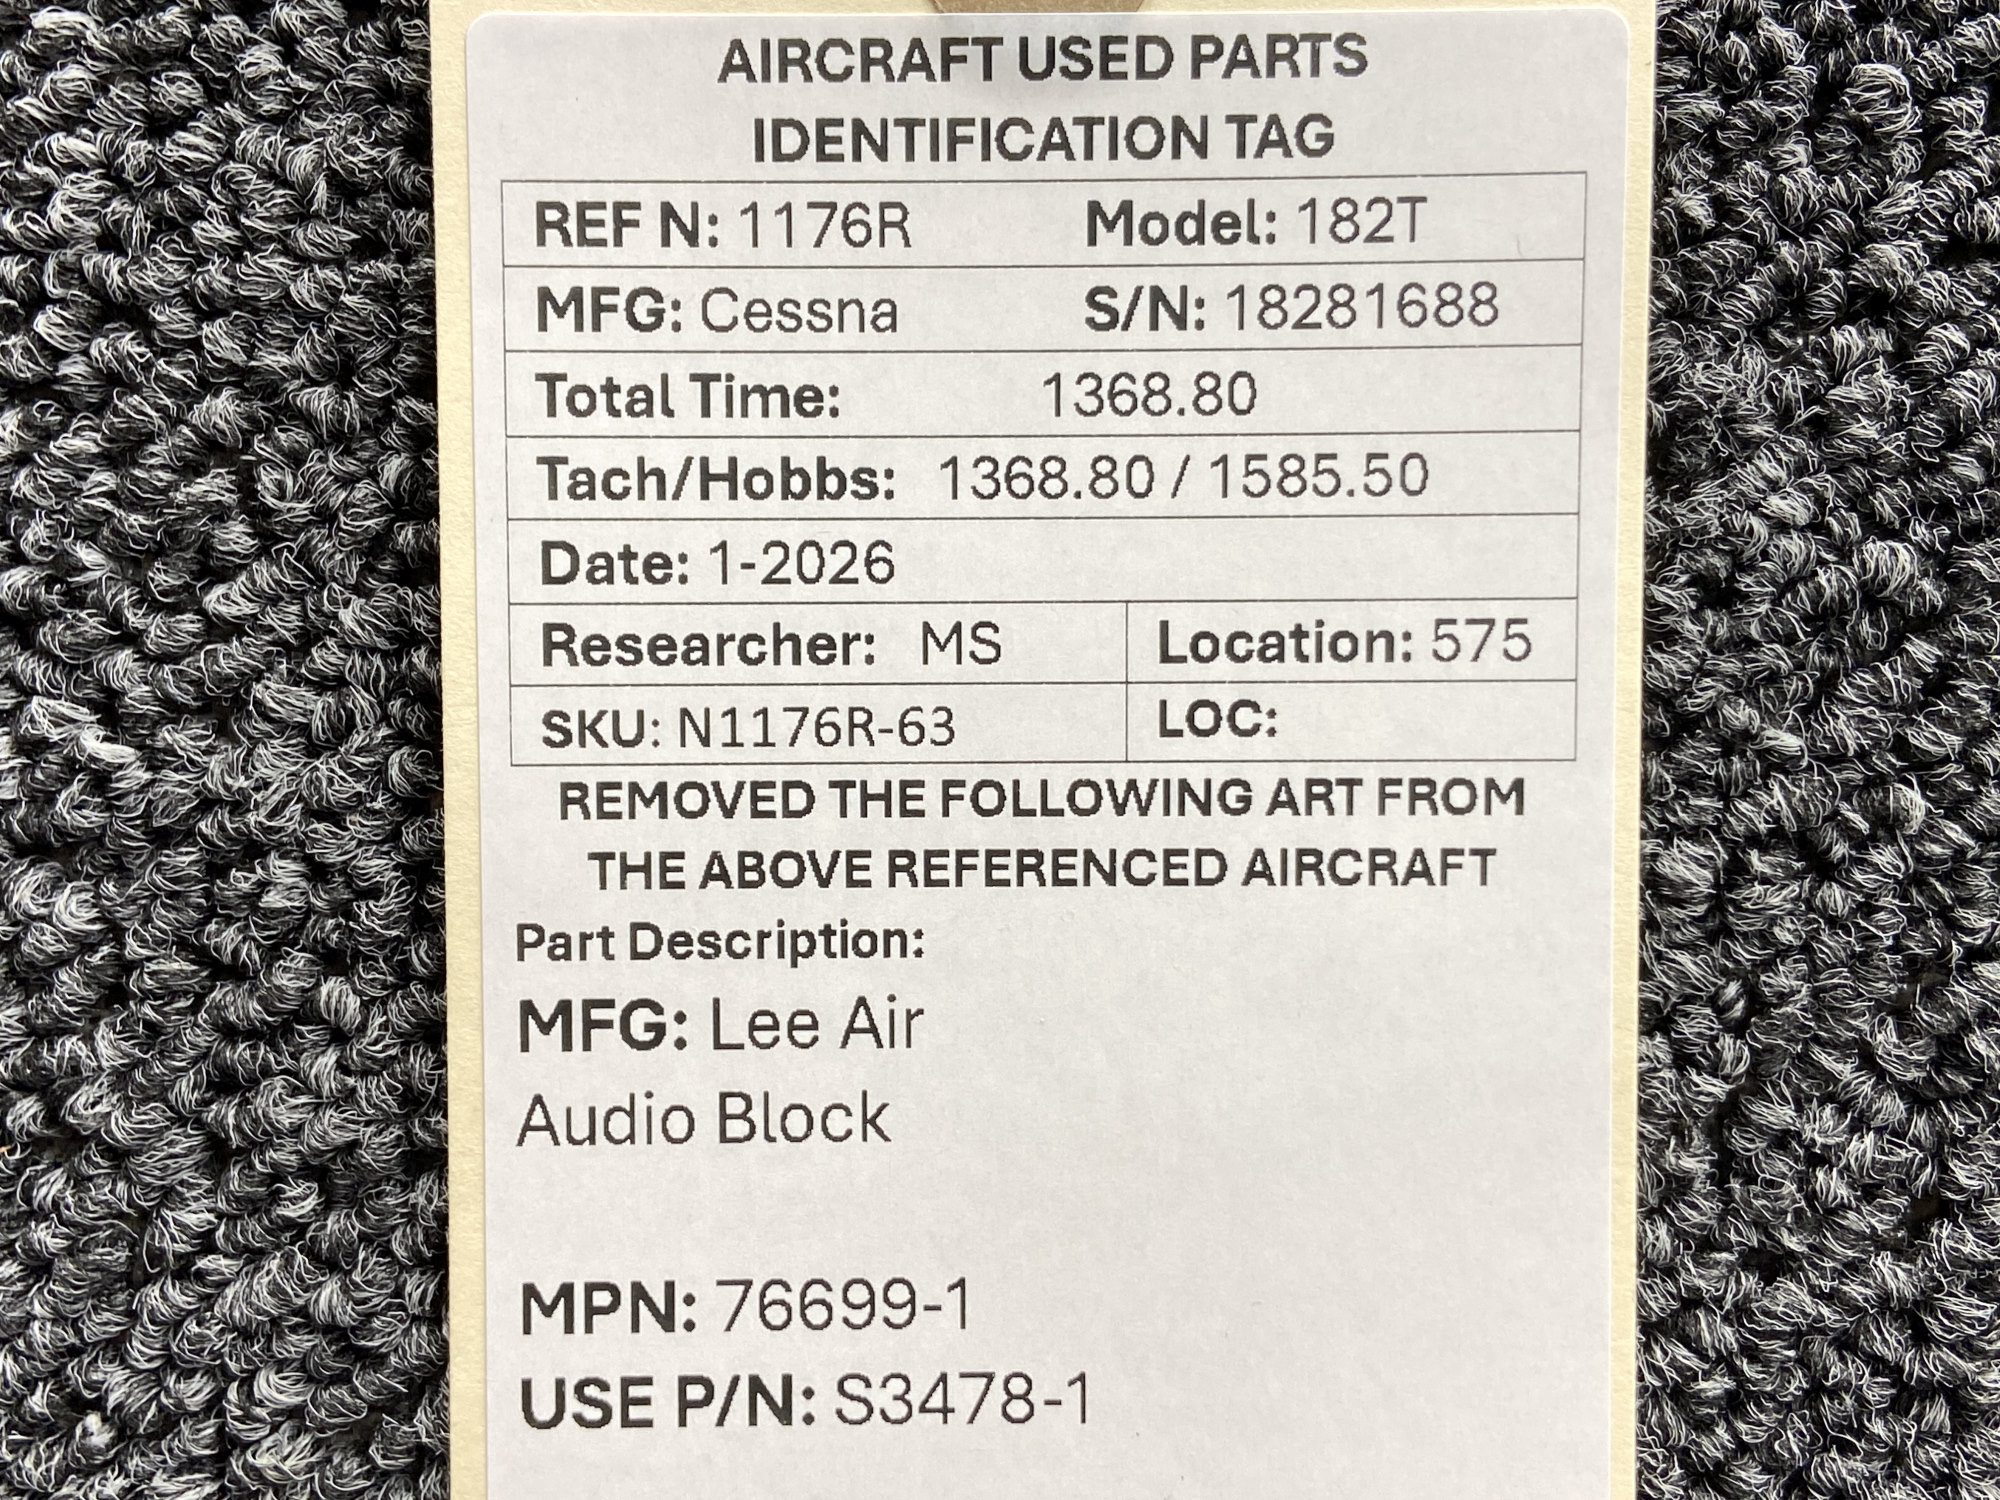 AIRCRAFT USED PARTS
IDENTIFICATION TAG
REF N: 1176R Model: 182T
MFG: Cessna S/N: 18281688
Total Time: 1368.80
Tach/Hobbs: 1368.80 / 1585.50
Date: 1-2026
Researcher: MS Location: 575
SKU: N1176R-63 LOC:
REMOVED THE FOLLOWING ART FROM
THE ABOVE REFERENCED AIRCRAFT
Part Description:
MFG: Lee Air
Audio Block
MPN: 76699-1
USE P/N: S3478-1